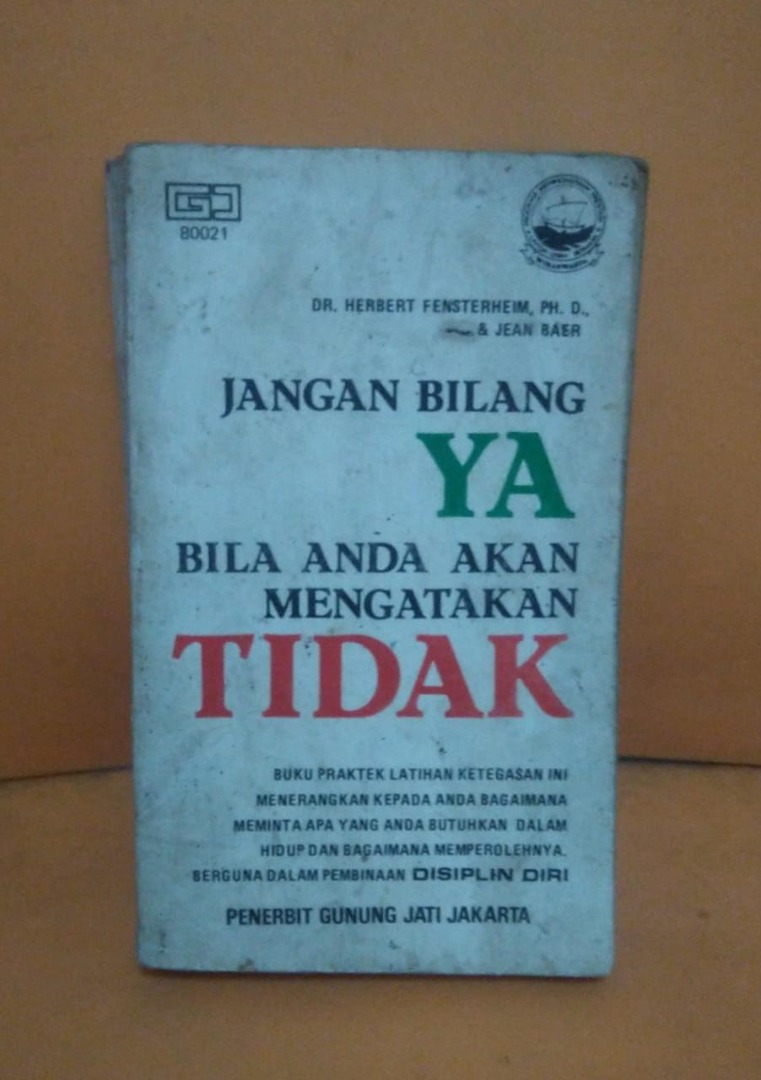 GJ
80021
DR. HERBERT FENSTERHEIM, PH. D.,
& JEAN BAER
JANGAN BILANG
YA
BILA ANDA AKAN
MENGATAKAN
TIDAK
BUKU PRAKTEK LATIHAN KETEGASAN INI
MENERANGKAN KEPADA ANDA BAGAIMANA
MEMINTA APA YANG ANDA BUTUHKAN DALAM
HIDUP DAN BAGAIMANA MEMPEROLEHNYA.
BERGUNA DALAM PEMBINAAN DISIPLIN DIRI
PENERBIT GUNUNG JATI JAKARTA